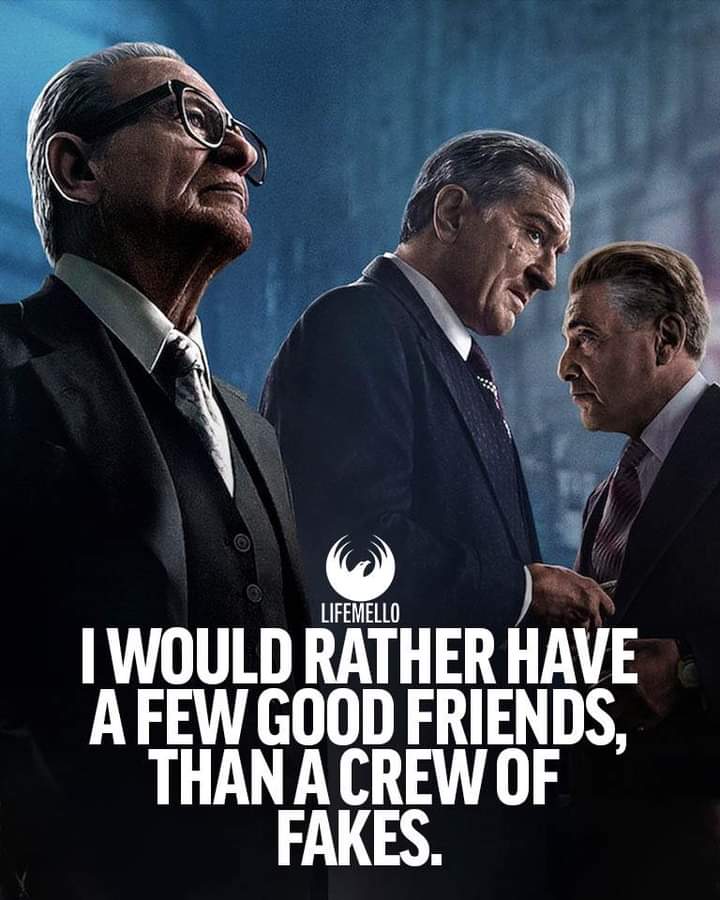 LIFEMELLO
I WOULD RATHER HAVE
A FEW GOOD FRIENDS,
THAN A CREW OF
FAKES.